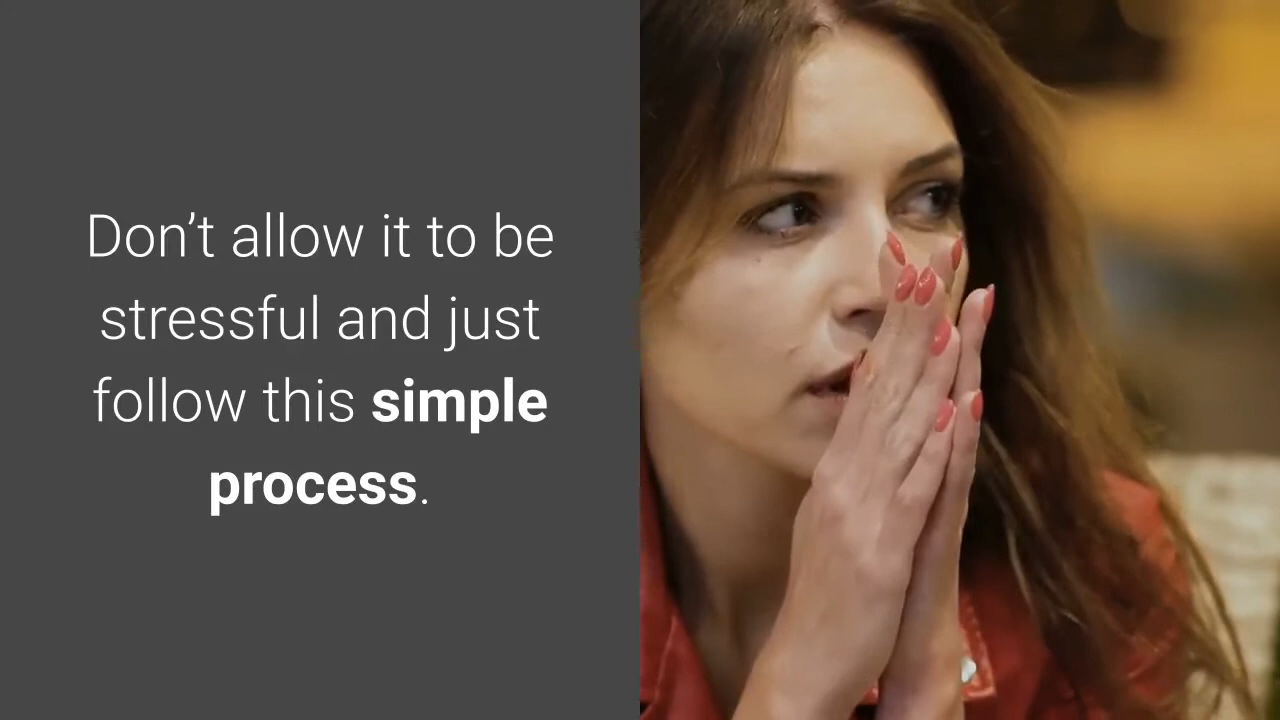 Don’t allow it to be
stressful and just
follow this simple
process.